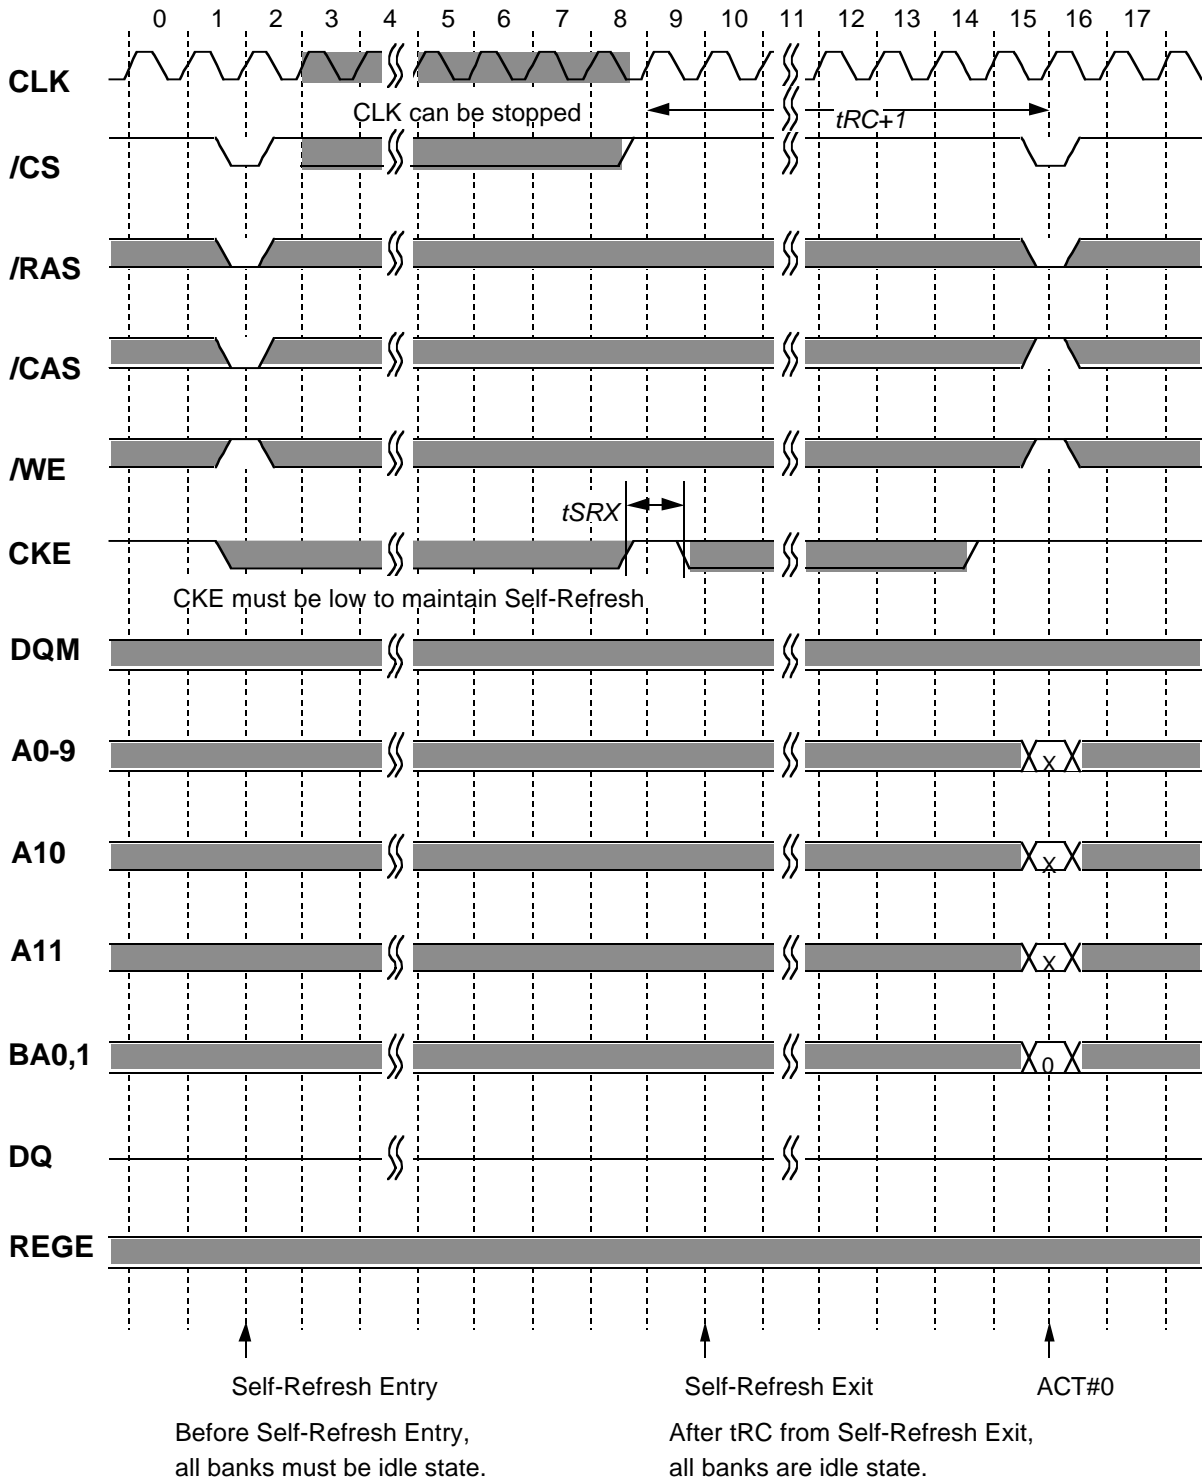 0 1 2 3 4 5 6 7 8 9 10 11 12 13 14 15 16 17
CLK
CLK can be stopped
tRC+1
/CS
/RAS
/CAS
/WE
tSRX
CKE
CKE must be low to maintain Self-Refresh
DQM
A0-9
X
A10
X
A11
X
BA0,1
0
DQ
REGE
Self-Refresh Entry Self-Refresh Exit ACT#0
Before Self-Refresh Entry, After tRC from Self-Refresh Exit,
all banks must be idle state. all banks are idle state.